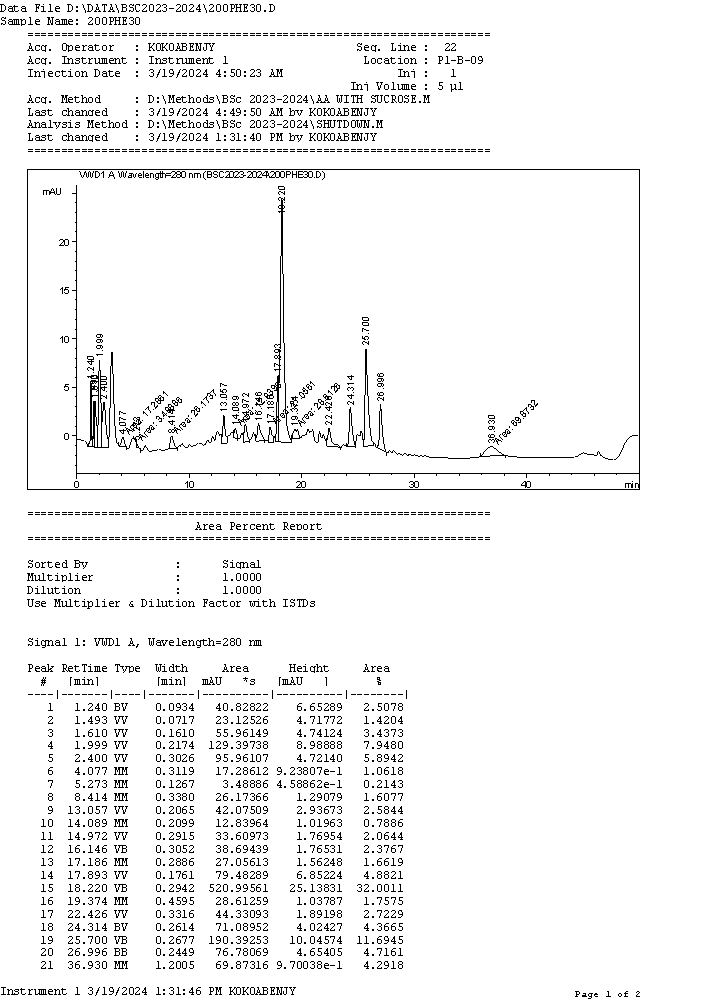 Data File D:\DATA\BSC2023-2024\200PHE30.D
Sample Name: 200PHE30
=====================================================================
Acq. Operator : KOKOABENJY Seq. Line : 22
Acq. Instrument : Instrument 1 Location : P1-B-09
Injection Date : 3/19/2024 4:50:23 AM Inj : 1
Inj Volume : 5 µl
Acq. Method : D:\Methods\BSc 2023-2024\AA WITH SUCROSE.M
Last changed : 3/19/2024 4:49:50 AM by KOKOABENJY
Analysis Method : D:\Methods\BSc 2023-2024\SHUTDOWN.M
Last changed : 3/19/2024 1:31:40 PM by KOKOABENJY
=====================================================================
VWD1 A, Wavelength=280 nm (BSC2023-2024\200PHE30.D)
mAU
20
15
10
5
0
1.240
1.999
2.400
4.077
Area: 17.2861
Area: 3.48886
8.414
Area: 26.1737
13.057
14.089
14.972
16.146
17.186
17.893
18.220
19.374
22.426
24.314
25.700
26.996
36.930
Area: 69.8732
0 10 20 30 40 min
=====================================================================
Area Percent Report
=====================================================================
Sorted By : Signal
Multiplier : 1.0000
Dilution : 1.0000
Use Multiplier & Dilution Factor with ISTDs
Signal 1: VWD1 A, Wavelength=280 nm
Peak RetTime Type Width Area Height Area
# [min] [min] mAU *s [mAU ] %
----|-------|----|-------|----------|----------|--------|
1 1.240 BV 0.0934 40.82822 6.65289 2.5078
2 1.493 VV 0.0717 23.12526 4.71772 1.4204
3 1.610 VV 0.1610 55.96149 4.74124 3.4373
4 1.999 VV 0.2174 129.39738 8.98888 7.9480
5 2.400 VV 0.3026 95.96107 4.72140 5.8942
6 4.077 MM 0.3119 17.28612 9.23807e-1 1.0618
7 5.273 MM 0.1267 3.48886 4.58862e-1 0.2143
8 8.414 MM 0.3380 26.17366 1.29079 1.6077
9 13.057 VV 0.2065 42.07509 2.93673 2.5844
10 14.089 MM 0.2099 12.83964 1.01963 0.7886
11 14.972 VV 0.2915 33.60973 1.76954 2.0644
12 16.146 VB 0.3052 38.69439 1.76531 2.3767
13 17.186 MM 0.2886 27.05613 1.56248 1.6619
14 17.893 VV 0.1761 79.48289 6.85224 4.8821
15 18.220 VB 0.2942 520.99561 25.13831 32.0011
16 19.374 MM 0.4595 28.61259 1.03787 1.7575
17 22.426 VV 0.3316 44.33093 1.89198 2.7229
18 24.314 BV 0.2614 71.08952 4.02427 4.3665
19 25.700 VB 0.2677 190.39253 10.04574 11.6945
20 26.996 BB 0.2449 76.78069 4.65405 4.7161
21 36.930 MM 1.2005 69.87316 9.70038e-1 4.2918
Instrument 1 3/19/2024 1:31:46 PM KOKOABENJY Page 1 of 2